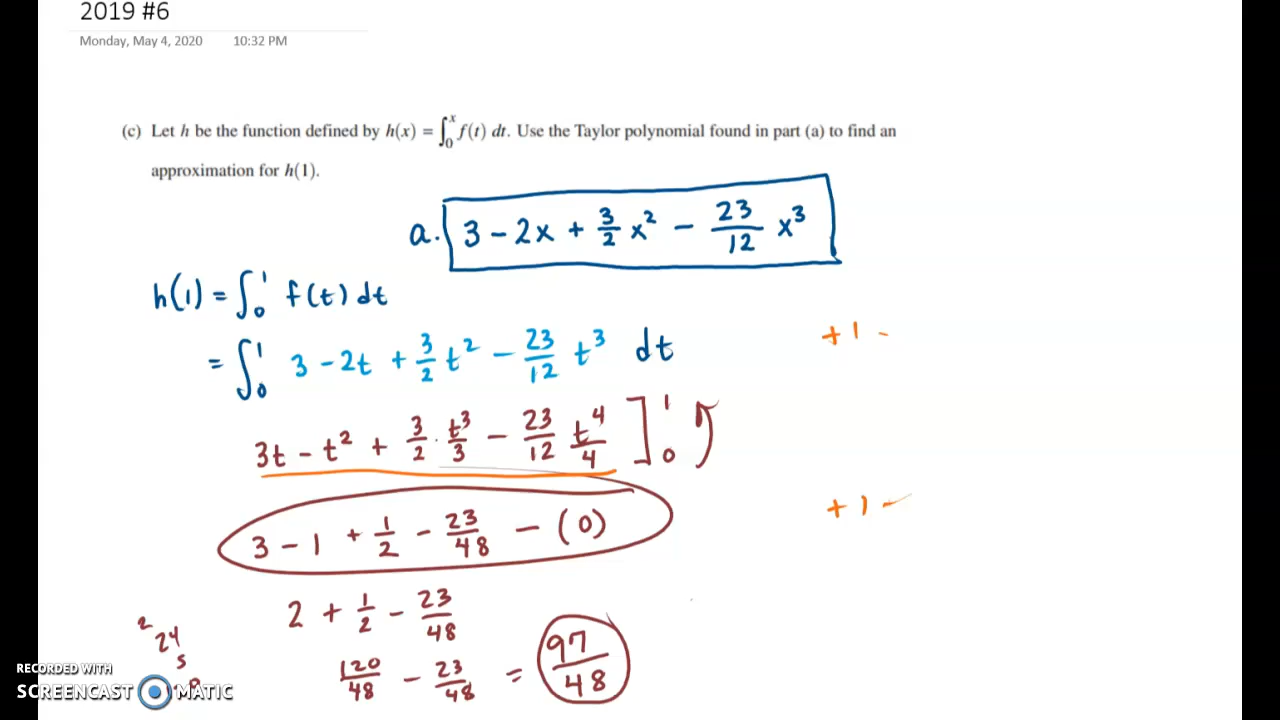 2019 #6
Monday, May 4, 2020 10:32 PM
(c) Let h be the function defined by h(x) = ∫₀ˣ f(t) dt. Use the Taylor polynomial found in part (a) to find an
approximation for h(1).
a. 3 - 2x + 3/2 x² - 23/12 x³
h(1) = ∫₀¹ f(t) dt
= ∫₀¹ 3 - 2t + 3/2 t² - 23/12 t³ dt
+1
3t - t² + 3/2 · t³/3 - 23/12 t⁴/4 ]₀¹
3 - 1 + 1/2 - 23/48 - (0)
+1
2 + 1/2 - 23/48
2
24
5
120/48 - 23/48 = 97/48
RECORDED WITH
SCREENCAST MATIC